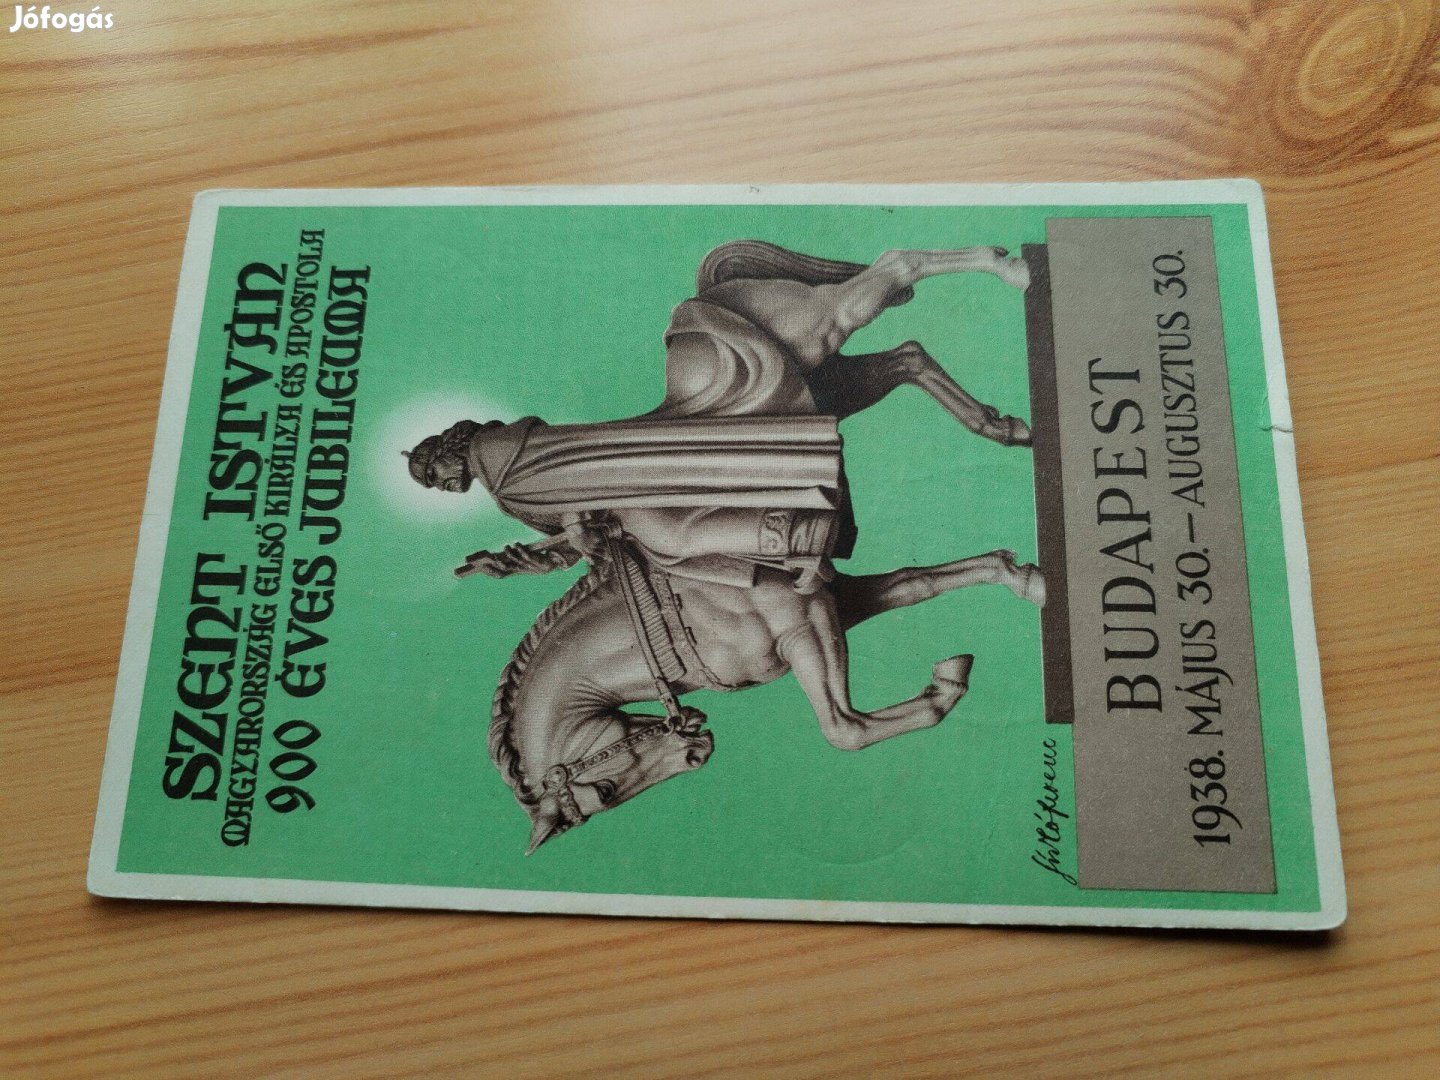 Jófogás
SZENT ISTVÁN
MAGYARORSZÁG ELSŐ KIRÁLYA ÉS APOSTOLA
900 ÉVES JUBILEUMA
BUDAPEST
1938. MÁJUS 30.—AUGUSZTUS 30.